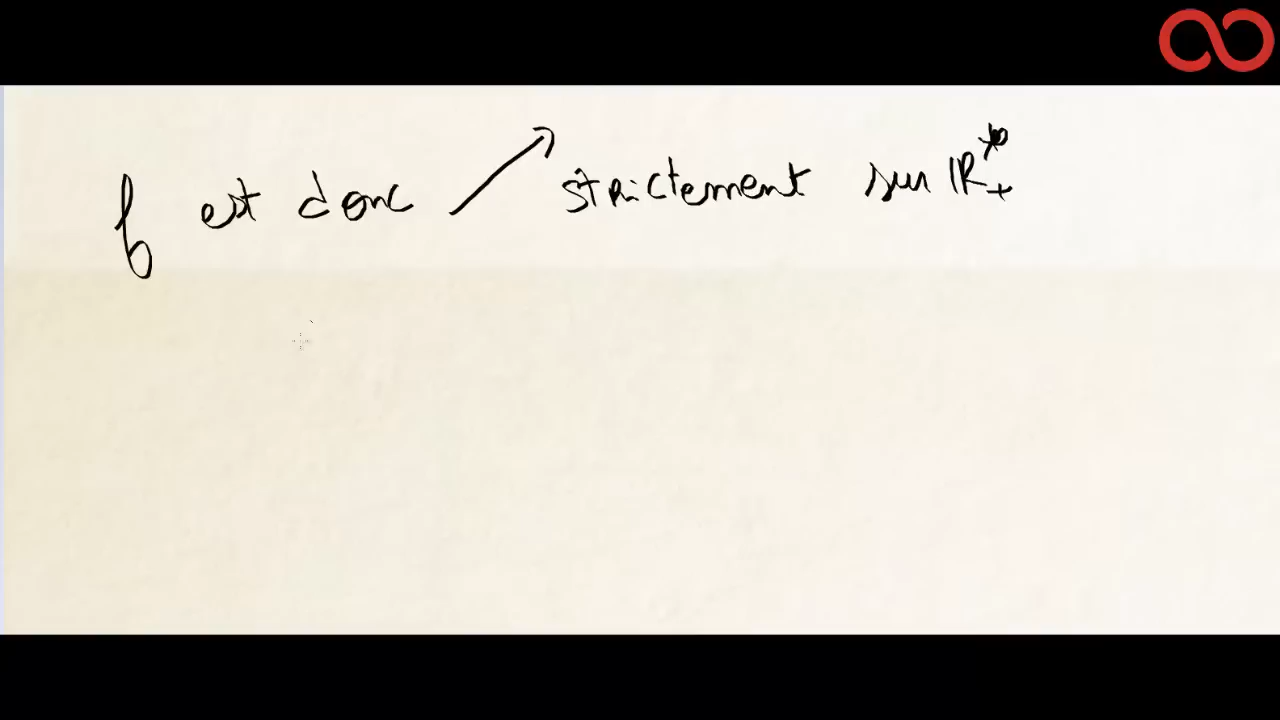 f est donc ↗ strictement sur ℝ₊*